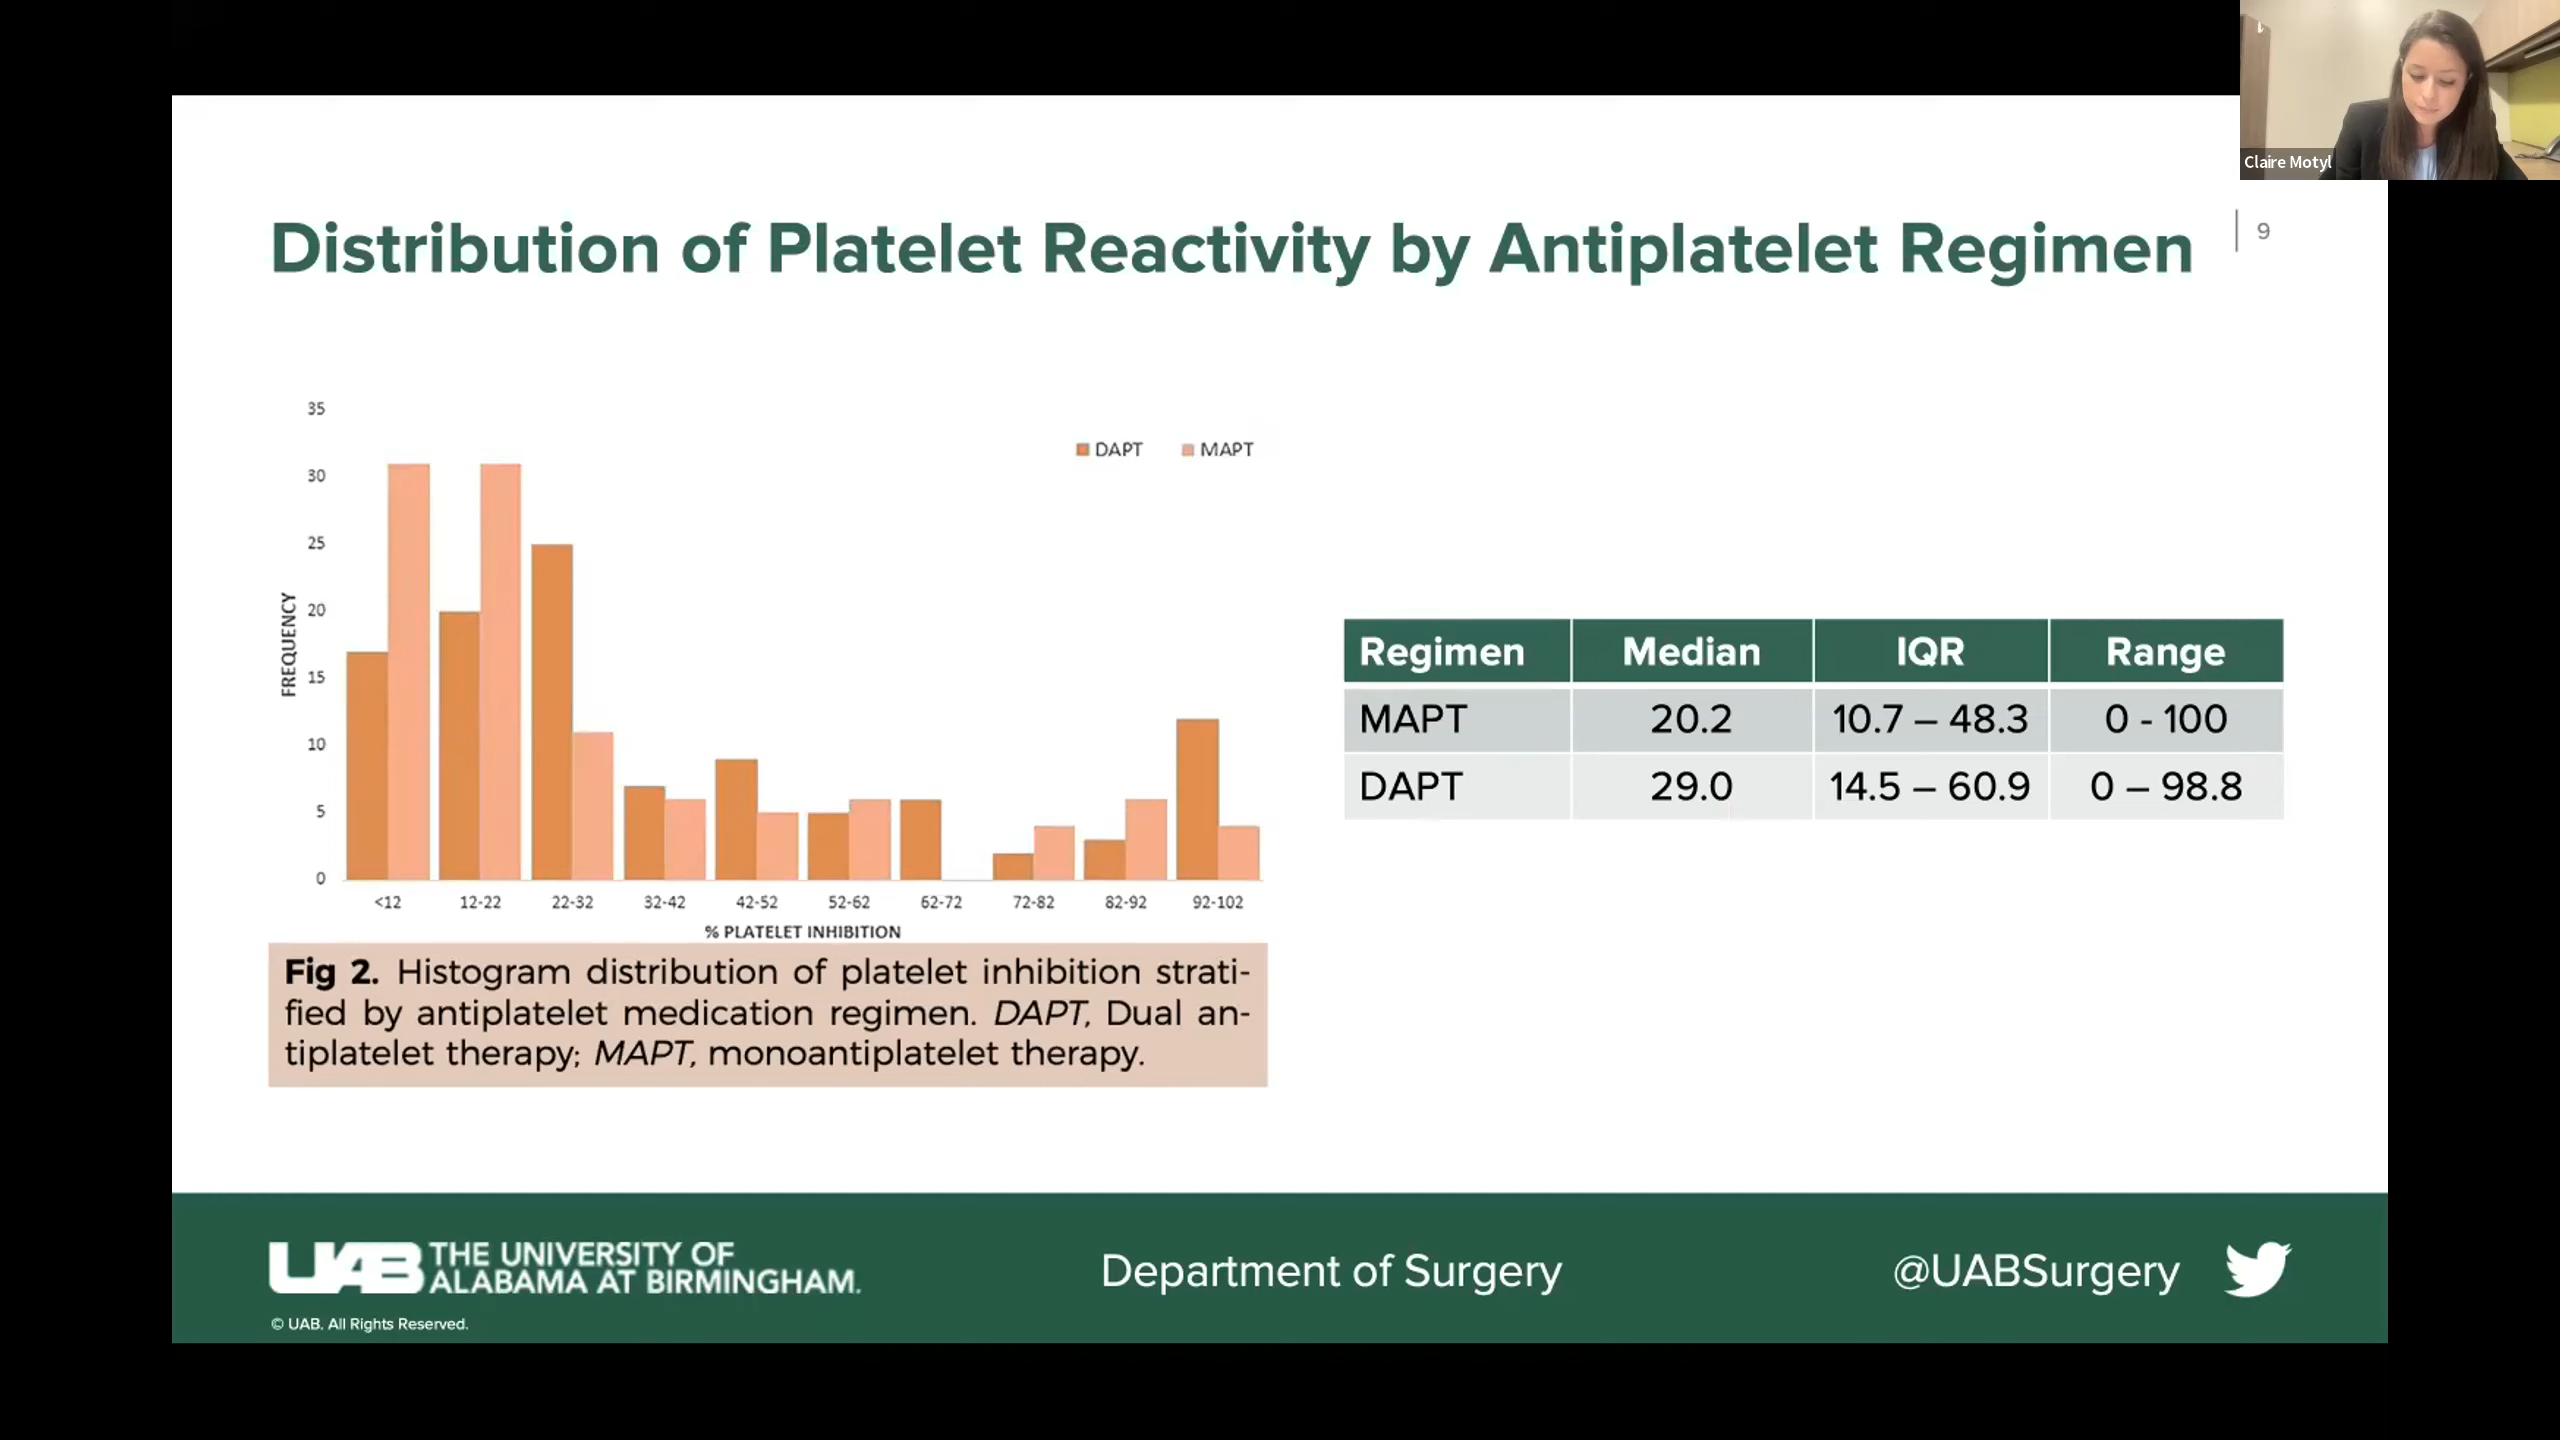 Claire Motyl
Distribution of Platelet Reactivity by Antiplatelet Regimen
9
35
30
25
20
15
10
5
0
FREQUENCY
DAPT MAPT
<12 12-22 22-32 32-42 42-52 52-62 62-72 72-82 82-92 92-102
% PLATELET INHIBITION
Fig 2. Histogram distribution of platelet inhibition strati-
fied by antiplatelet medication regimen. DAPT, Dual an-
tiplatelet therapy; MAPT, monoantiplatelet therapy.
Regimen Median IQR Range
MAPT 20.2 10.7 – 48.3 0 - 100
DAPT 29.0 14.5 – 60.9 0 – 98.8
UAB THE UNIVERSITY OF
ALABAMA AT BIRMINGHAM.
© UAB. All Rights Reserved.
Department of Surgery
@UABSurgery